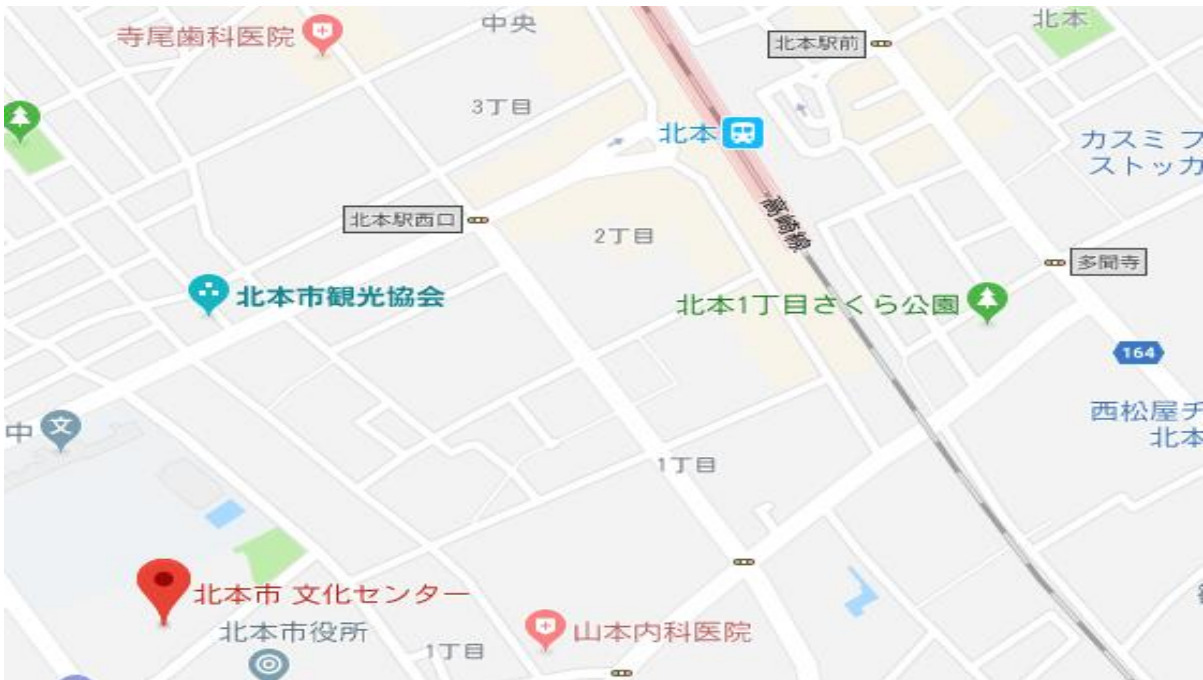 寺尾歯科医院
中央
北本駅前
北本
3丁目
北本
カスミ フ
ストッカ
北本駅西口
2丁目
高崎線
多聞寺
北本市観光協会
北本1丁目さくら公園
164
中
文
西松屋チ
北本
1丁目
北本市 文化センター
北本市役所
山本内科医院
1丁目